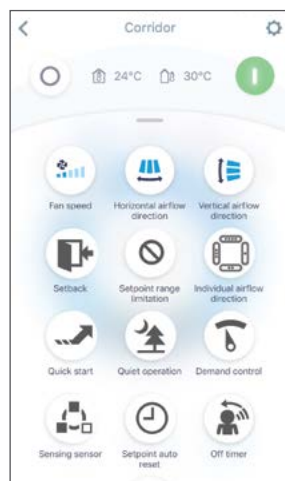 Corridor
24°C 30°C
Fan speed
Horizontal airflow
direction
Vertical airflow
direction
Setback
Setpoint range
limitation
Individual airflow
direction
Quick start
Quiet operation
Demand control
Sensing sensor
Setpoint auto
reset
Off timer